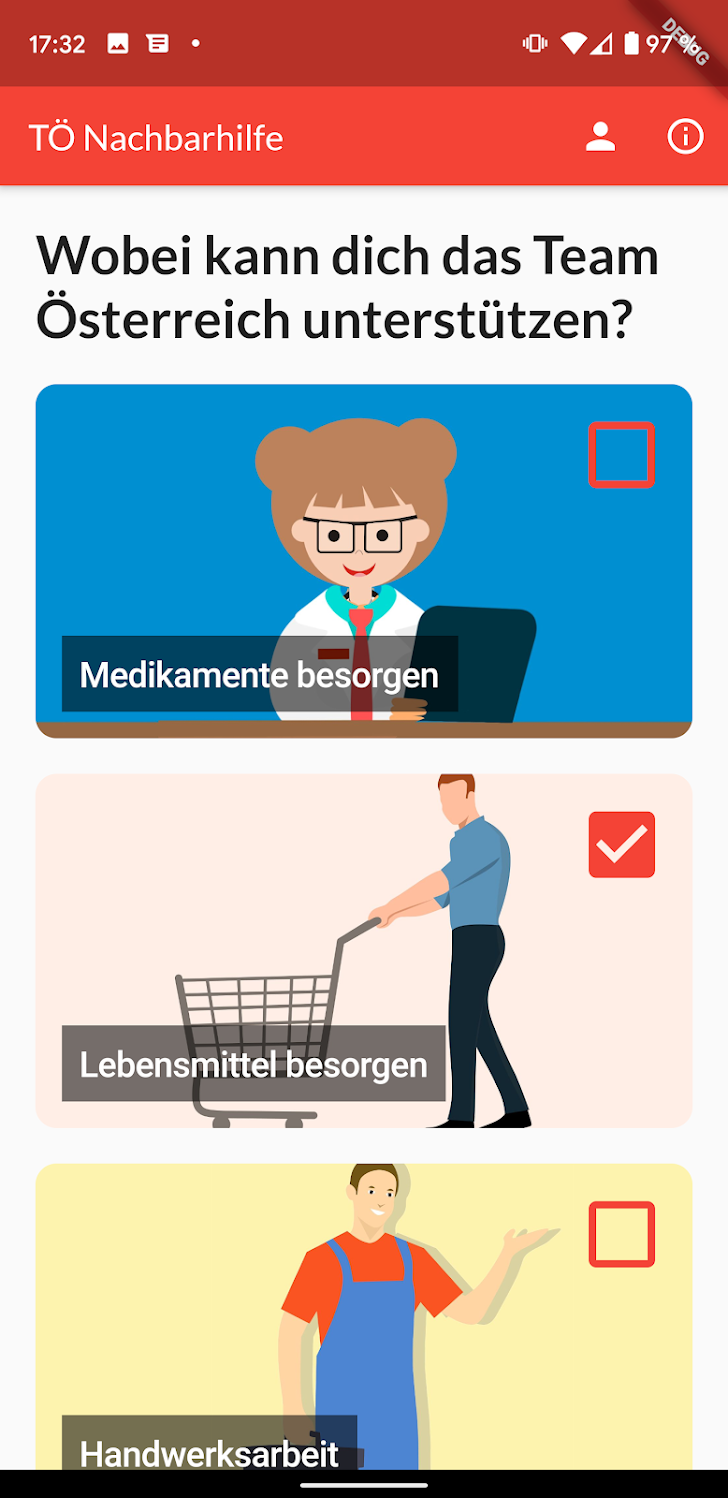 17:32
97 %
DEBUG
TÖ Nachbarhilfe
Wobei kann dich das Team
Österreich unterstützen?
Medikamente besorgen
Lebensmittel besorgen
Handwerksarbeit